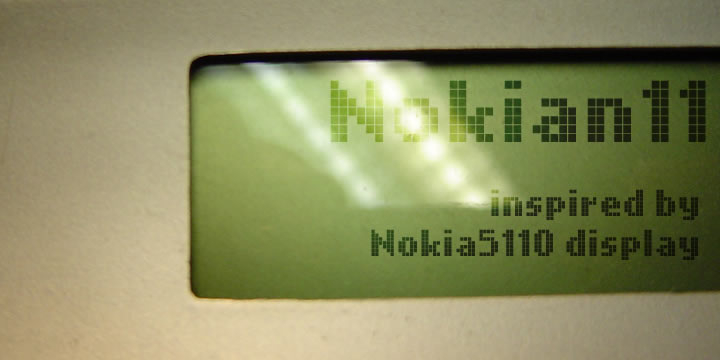 Nokian11
inspired by
Nokia5110 display